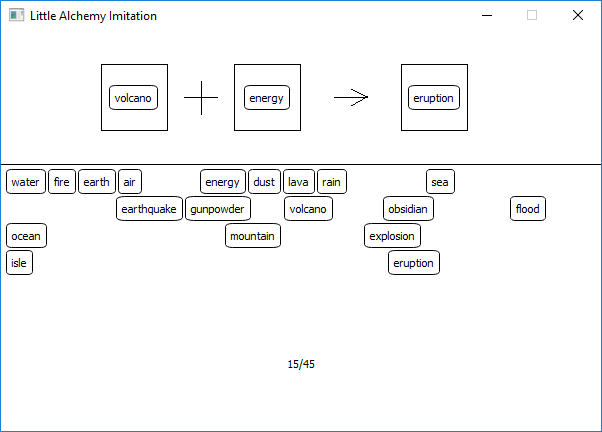 Little Alchemy Imitation
volcano energy eruption
water fire earth air energy dust lava rain sea
earthquake gunpowder volcano obsidian flood
ocean mountain explosion
isle eruption
15/45